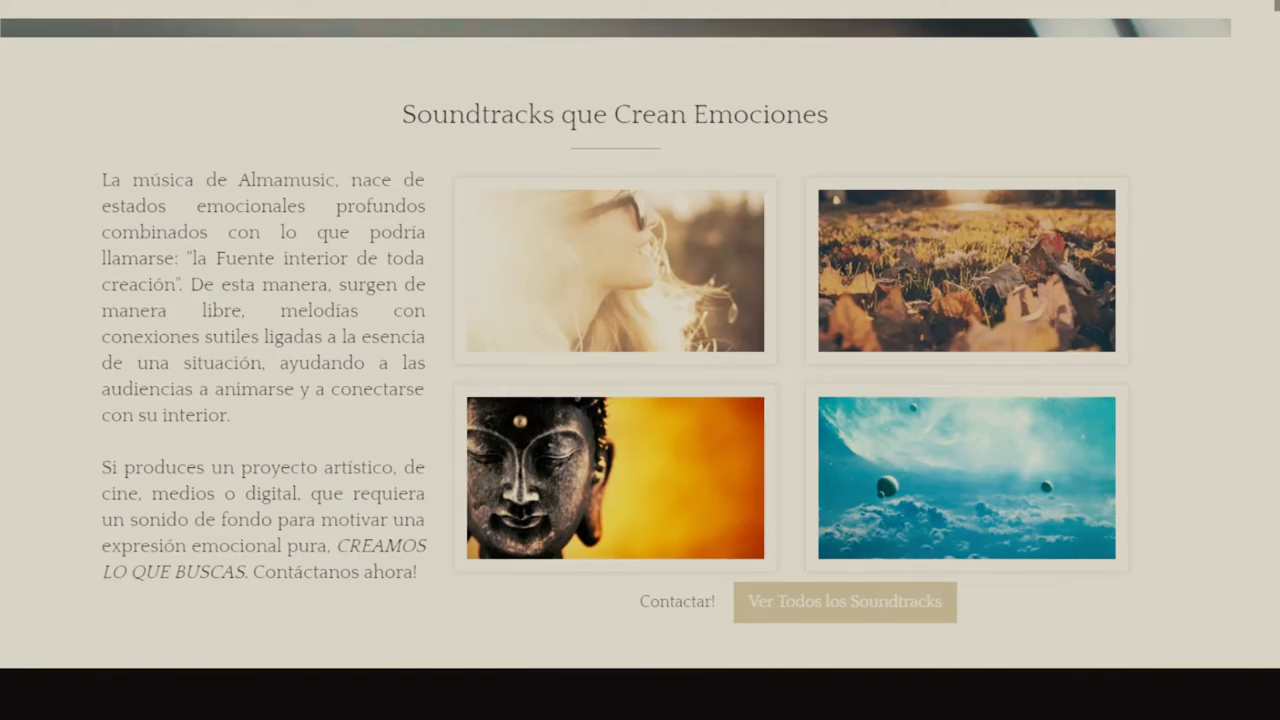 Soundtracks que Crean Emociones
La música de Almamusic, nace de
estados emocionales profundos
combinados con lo que podría
llamarse: "la Fuente interior de toda
creación". De esta manera, surgen de
manera libre, melodías con
conexiones sutiles ligadas a la esencia
de una situación, ayudando a las
audiencias a animarse y a conectarse
con su interior.
Si produces un proyecto artístico, de
cine, medios o digital, que requiera
un sonido de fondo para motivar una
expresión emocional pura, CREAMOS
LO QUE BUSCAS. Contáctanos ahora!
Contactar!
Ver Todos los Soundtracks